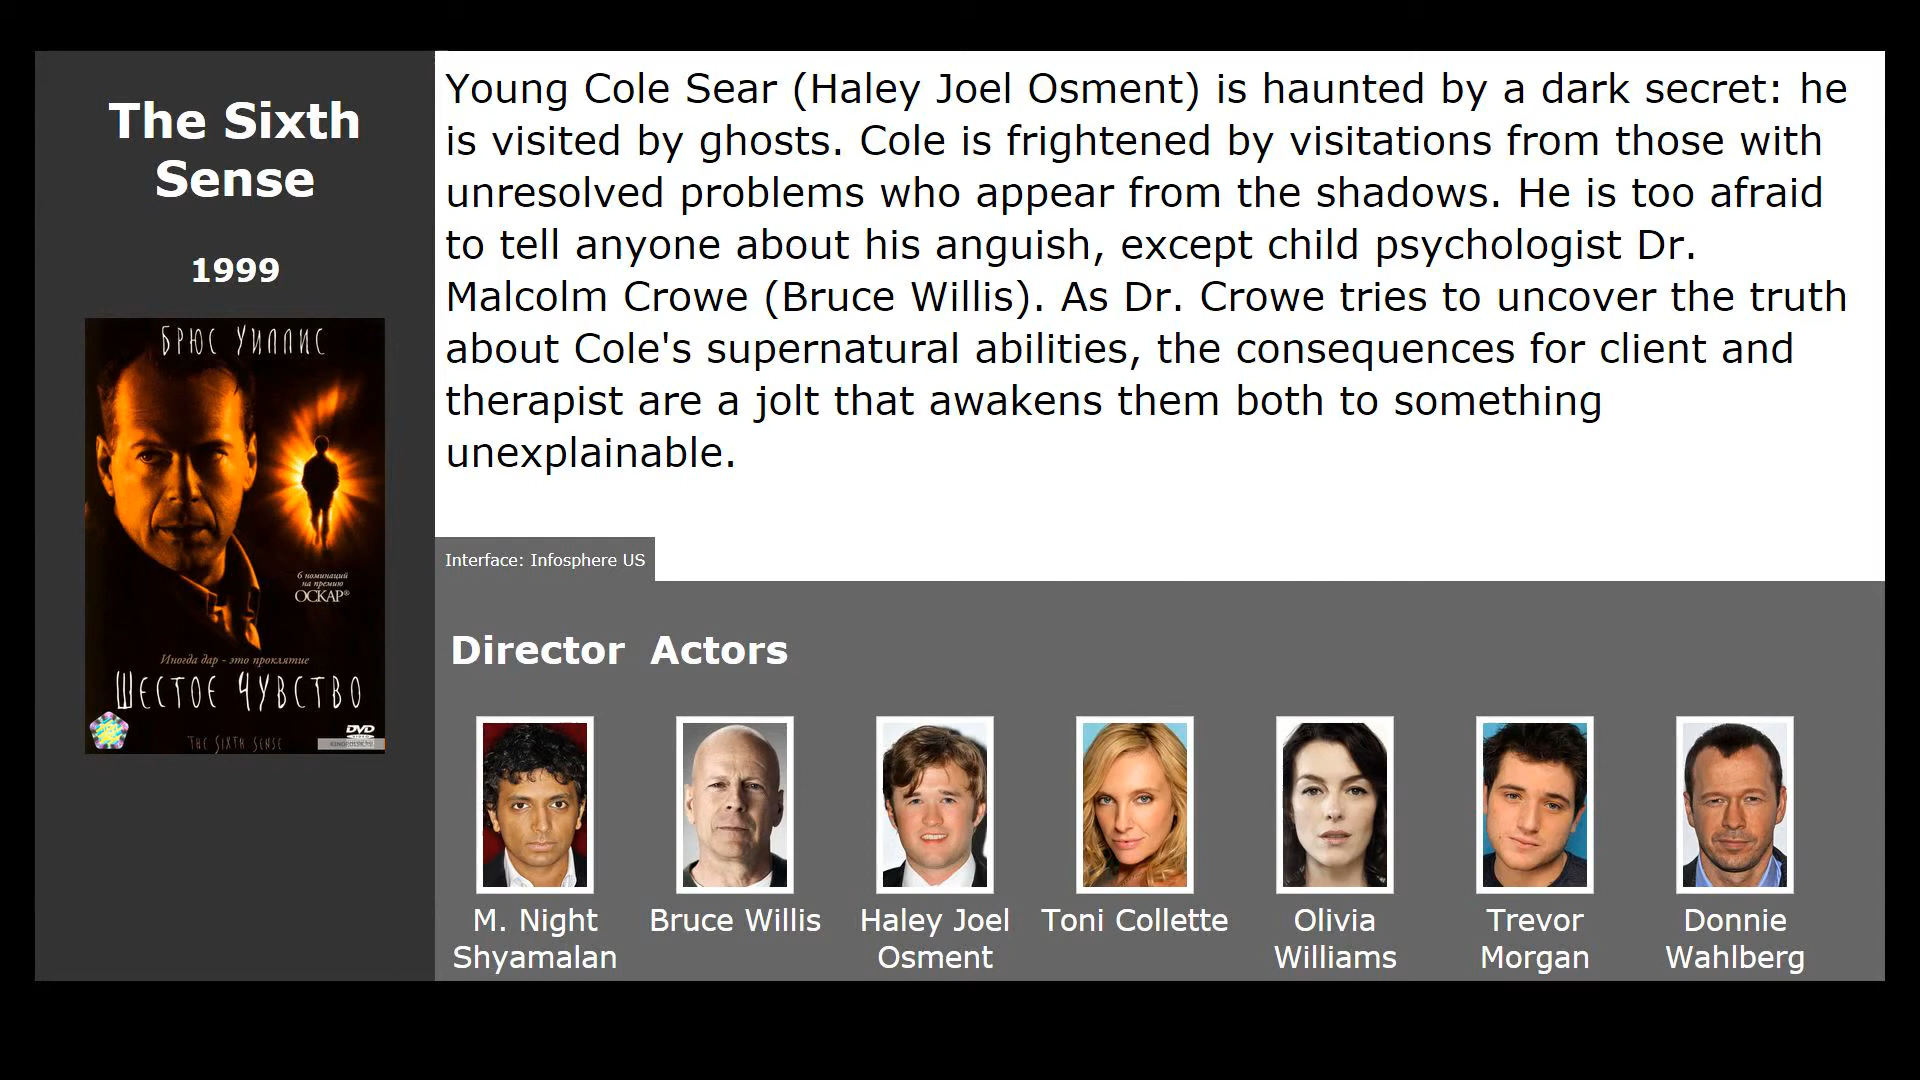 The Sixth
Sense
1999
БРЮС УИЛЛИС
6 номинаций
на премию
ОСКАР®
Иногда дар - это проклятие
ШЕСТОЕ ЧУВСТВО
THE SIXTH SENSE
DVD
VIDEO
Young Cole Sear (Haley Joel Osment) is haunted by a dark secret: he
is visited by ghosts. Cole is frightened by visitations from those with
unresolved problems who appear from the shadows. He is too afraid
to tell anyone about his anguish, except child psychologist Dr.
Malcolm Crowe (Bruce Willis). As Dr. Crowe tries to uncover the truth
about Cole's supernatural abilities, the consequences for client and
therapist are a jolt that awakens them both to something
unexplainable.
Interface: Infosphere US
Director Actors
M. Night
Shyamalan
Bruce Willis
Haley Joel
Osment
Toni Collette
Olivia
Williams
Trevor
Morgan
Donnie
Wahlberg